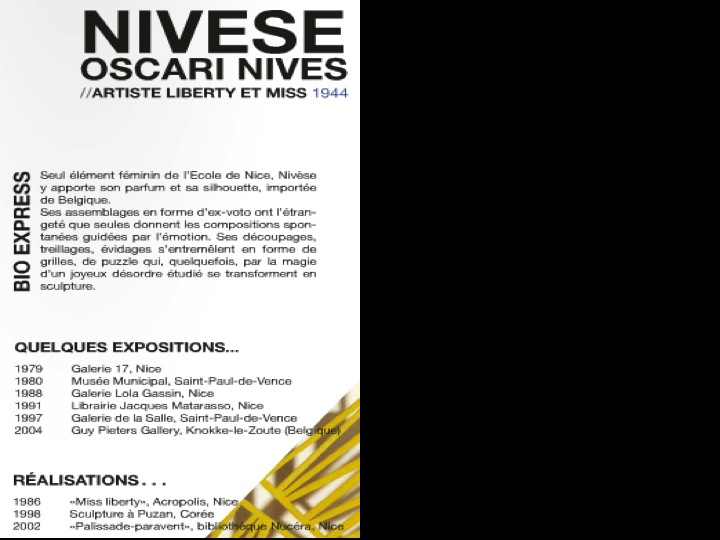 NIVESE
OSCARI NIVES
//ARTISTE LIBERTY ET MISS 1944
BIO EXPRESS
Seul élément féminin de l'Ecole de Nice, Nivèse
y apporte son parfum et sa silhouette, importée
de Belgique.
Ses assemblages en forme d'ex-voto ont l'étran-
geté que seules donnent les compositions spon-
tanées guidées par l'émotion. Ses découpages,
treillages, évidages s'entremêlent en forme de
grilles, de puzzle qui, quelquefois, par la magie
d'un joyeux désordre étudié se transforment en
sculpture.
QUELQUES EXPOSITIONS...
1979 Galerie 17, Nice
1980 Musée Municipal, Saint-Paul-de-Vence
1988 Galerie Lola Gassin, Nice
1991 Librairie Jacques Matarasso, Nice
1997 Galerie de la Salle, Saint-Paul-de-Vence
2004 Guy Pieters Gallery, Knokke-le-Zoute (Belgique)
RÉALISATIONS...
1986 «Miss liberty», Acropolis, Nice
1998 Sculpture à Puzan, Corée
2002 «Palissade-paravent», bibliothèque Nucéra, Nice